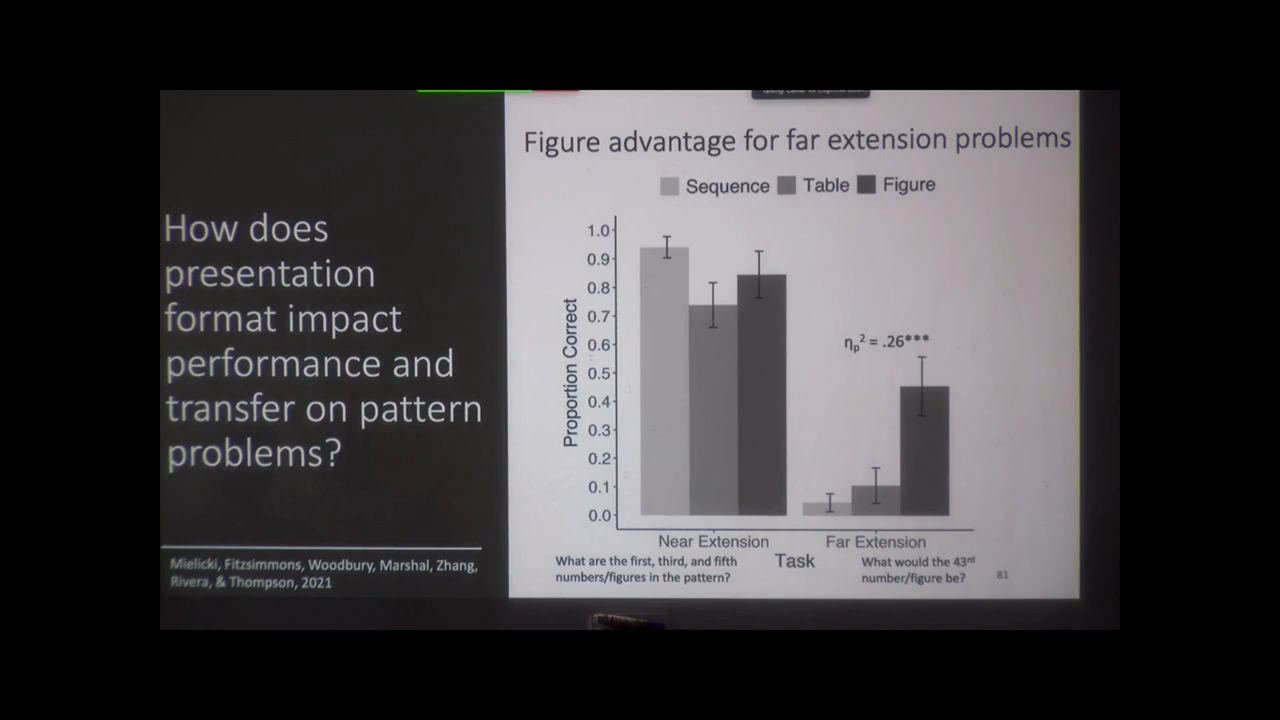 How does
presentation
format impact
performance and
transfer on pattern
problems?
Mielicki, Fitzsimmons, Woodbury, Marshal, Zhang,
Rivera, & Thompson, 2021
Figure advantage for far extension problems
Sequence Table Figure
Proportion Correct
1.0
0.9
0.8
0.7
0.6
0.5
0.4
0.3
0.2
0.1
0.0
ηp² = .26***
Near Extension Far Extension
Task
What are the first, third, and fifth
numbers/figures in the pattern?
What would the 43rd
number/figure be?
81